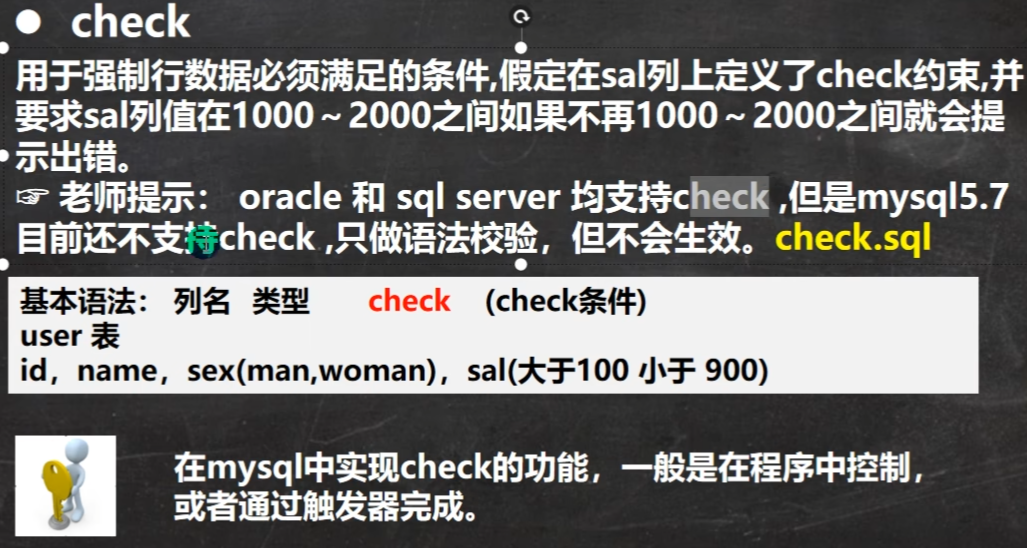 ● check
用于强制行数据必须满足的条件,假定在sal列上定义了check约束,并
要求sal列值在1000～2000之间如果不再1000～2000之间就会提
示出错。
☞ 老师提示： oracle 和 sql server 均支持check ,但是mysql5.7
目前还不支持check ,只做语法校验，但不会生效。check.sql
基本语法： 列名 类型 check (check条件)
user 表
id，name，sex(man,woman)，sal(大于100 小于 900)
在mysql中实现check的功能，一般是在程序中控制，
或者通过触发器完成。